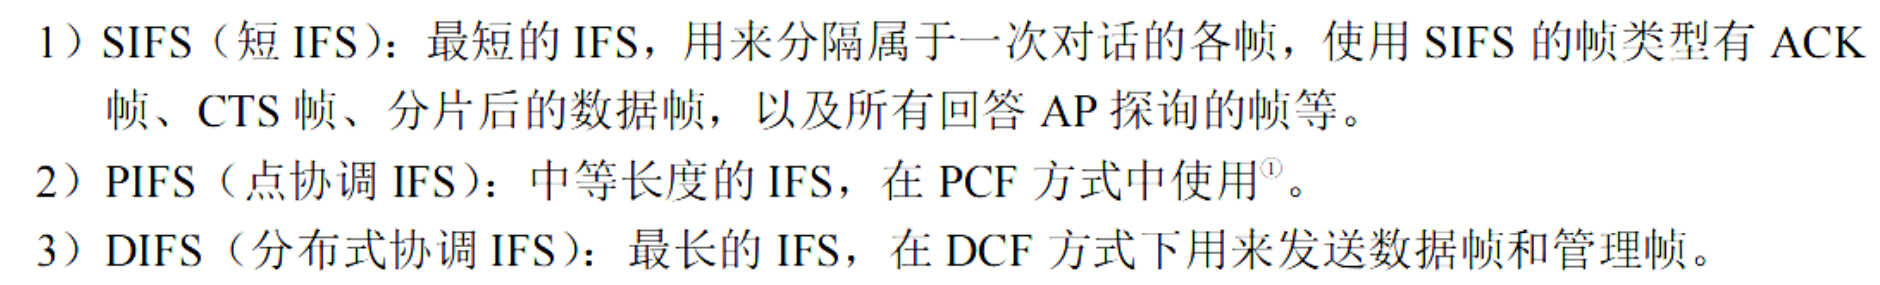 1）SIFS（短 IFS）：最短的 IFS，用来分隔属于一次对话的各帧，使用 SIFS 的帧类型有 ACK
帧、CTS 帧、分片后的数据帧，以及所有回答 AP 探询的帧等。
2）PIFS（点协调 IFS）：中等长度的 IFS，在 PCF 方式中使用①。
3）DIFS（分布式协调 IFS）：最长的 IFS，在 DCF 方式下用来发送数据帧和管理帧。